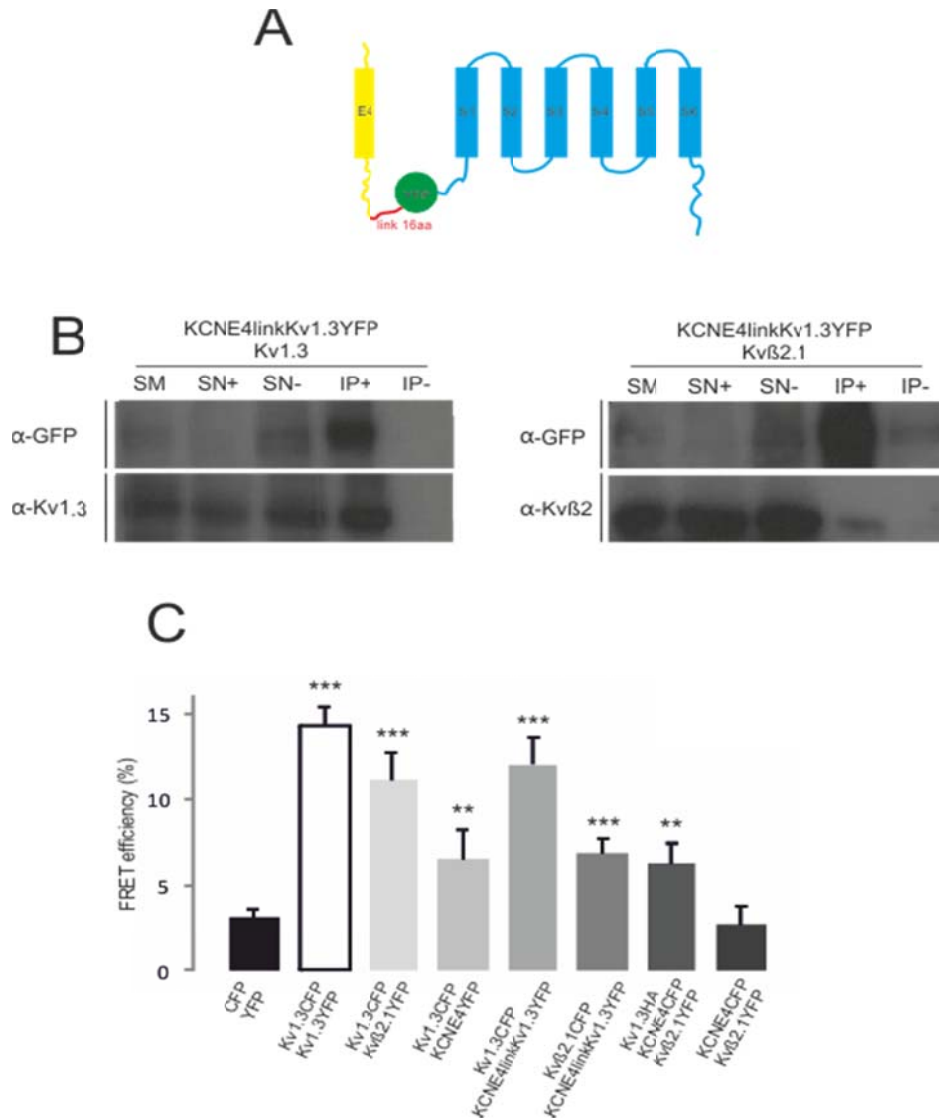 A
E4
S1
S2
S3
S4
S5
S6
link 16aa
B
KCNE4linkKv1.3YFP
Kv1.3
SM SN+ SN- IP+ IP-
α-GFP
α-Kv1.3
KCNE4linkKv1.3YFP
Kvß2.1
SM SN+ SN- IP+ IP-
α-GFP
α-Kvß2
C
FRET efficiency (%)
15
10
5
0
***
***
**
***
***
**
CFP
YFP
Kv1.3CFP
Kv1.3YFP
Kv1.3CFP
Kvß2.1YFP
Kv1.3CFP
KCNE4YFP
Kv1.3CFP
KCNE4linkKv1.3YFP
Kvß2.1CFP
KCNE4linkKv1.3YFP
Kv1.3HA
KCNE4CFP
Kvß2.1YFP
KCNE4CFP
Kvß2.1YFP